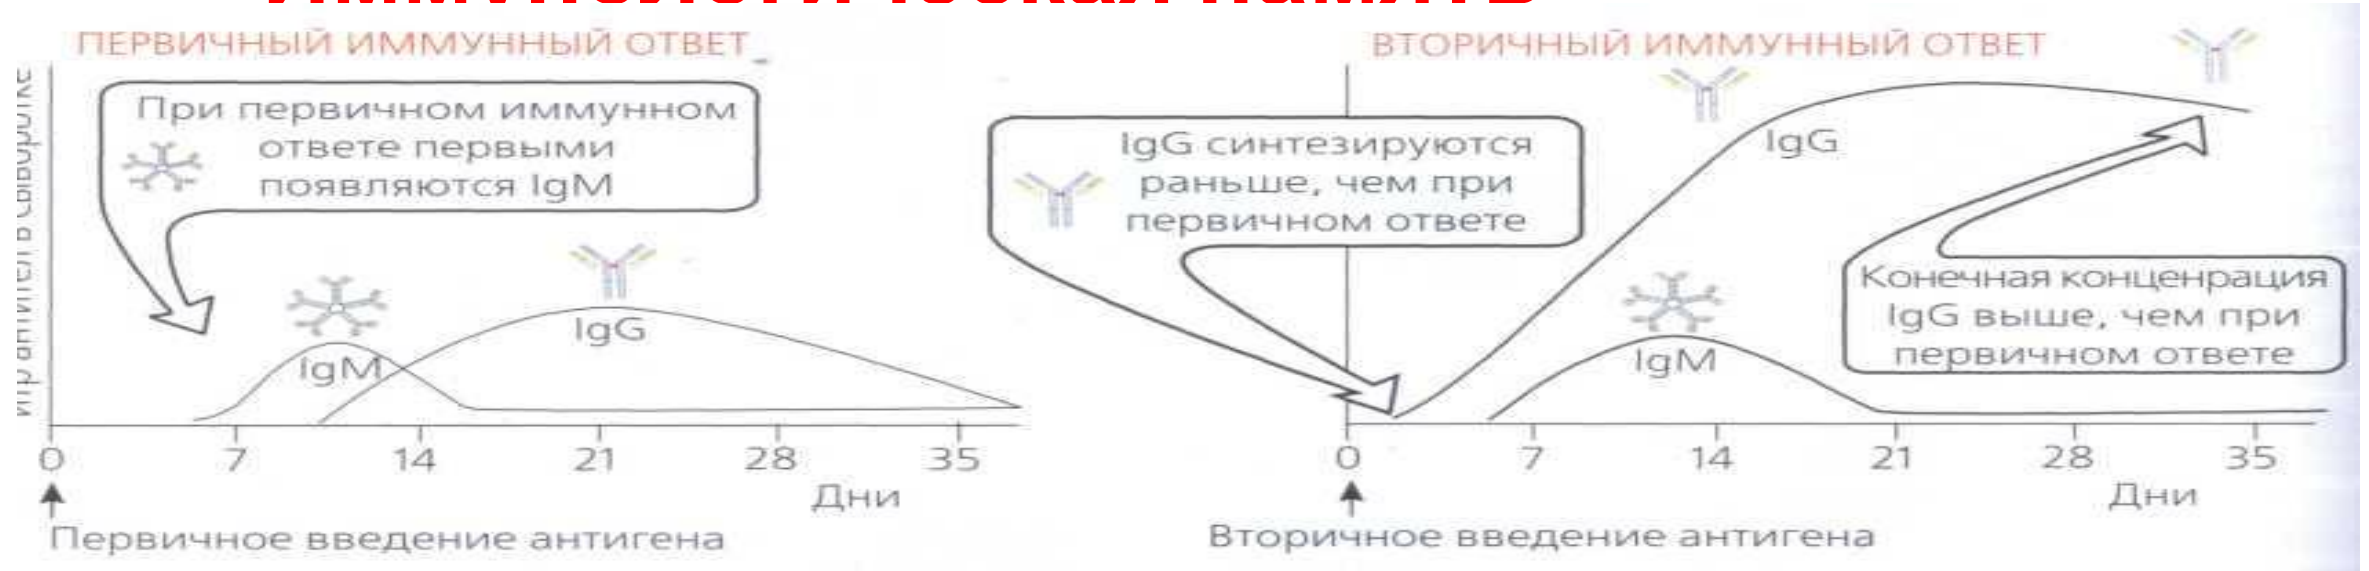 ПЕРВИЧНЫЙ ИММУННЫЙ ОТВЕТ
При первичном иммунном
ответе первыми
появляются IgM
IgM
IgG
0
7
14
21
28
35
Дни
Первичное введение антигена
ВТОРИЧНЫЙ ИММУННЫЙ ОТВЕТ
IgG синтезируются
раньше, чем при
первичном ответе
IgG
IgM
Конечная конценрация
IgG выше, чем при
первичном ответе
0
7
14
21
28
35
Дни
Вторичное введение антигена